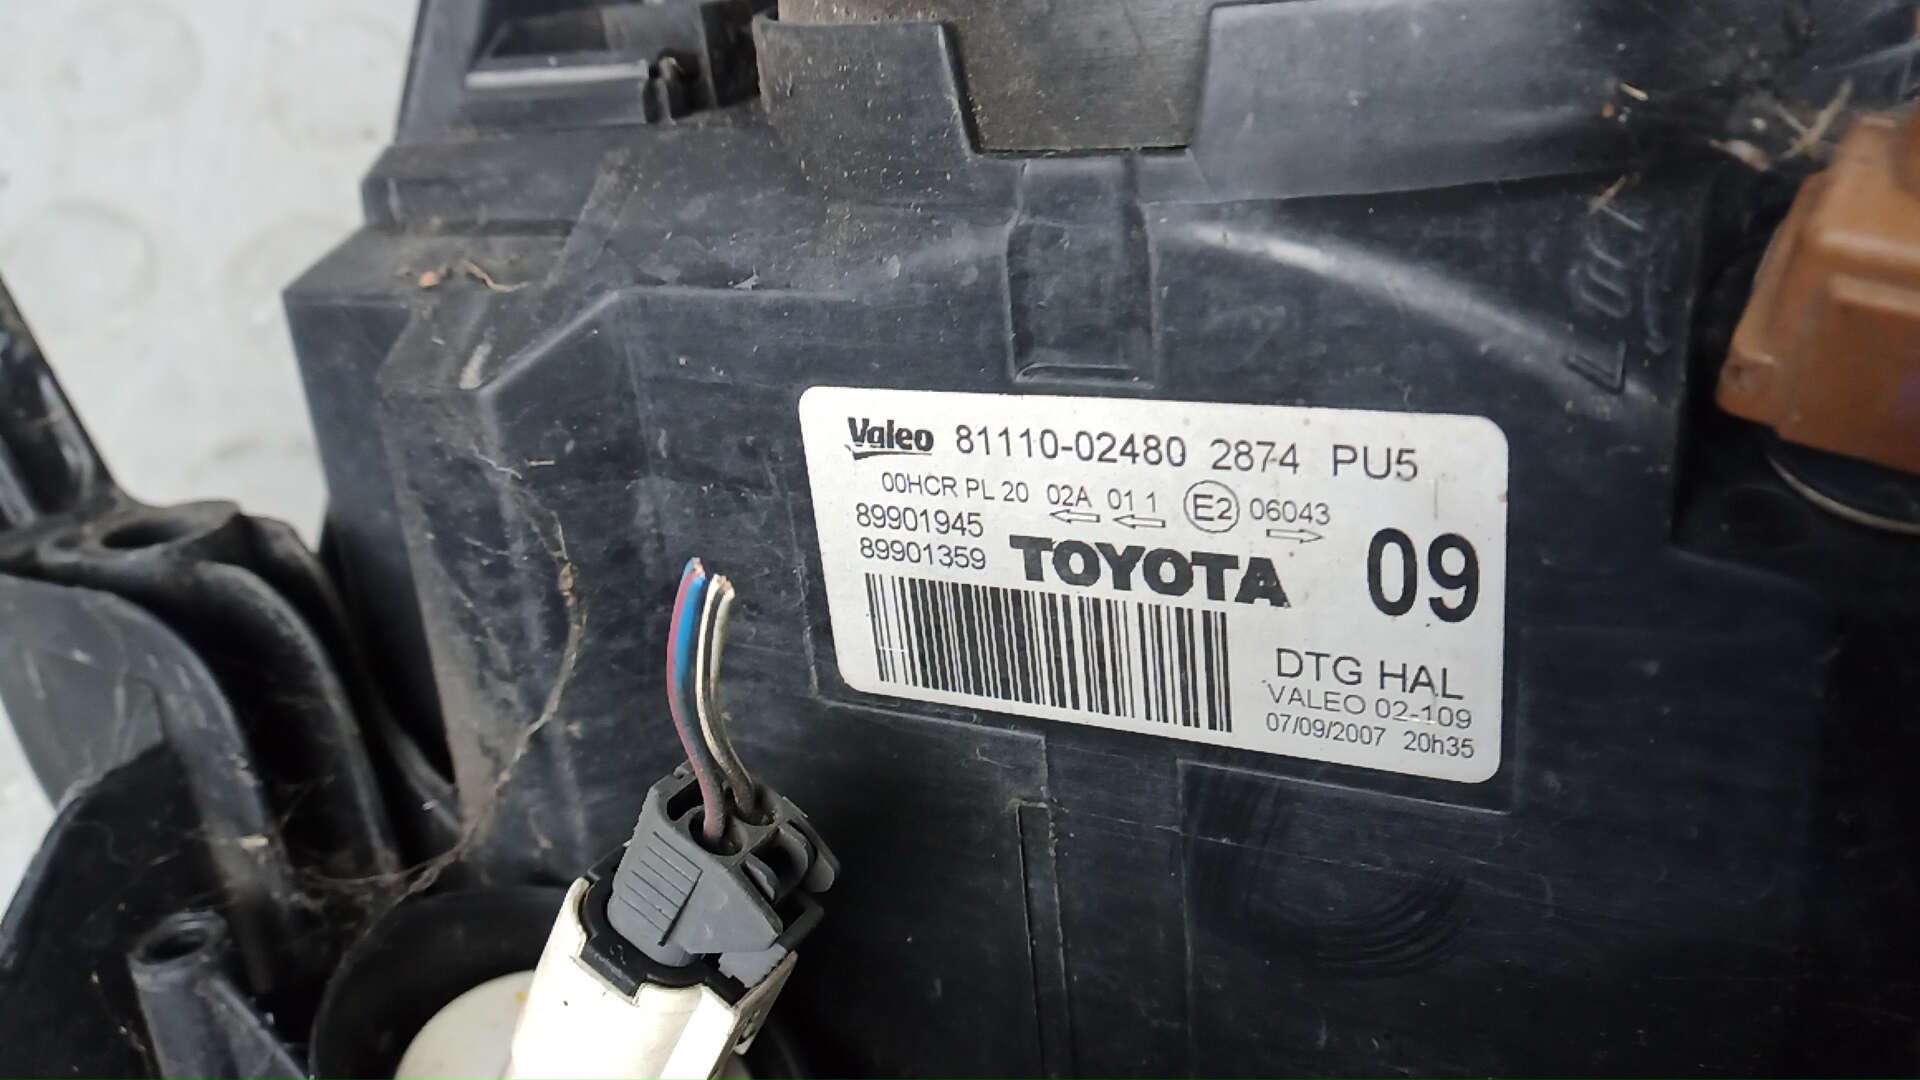 Valeo 81110-02480 2874 PU5
00HCR PL 20 02A 01 1 E2 06043
89901945
89901359 TOYOTA 09
DTG HAL
VALEO 02-109
07/09/2007 20h35